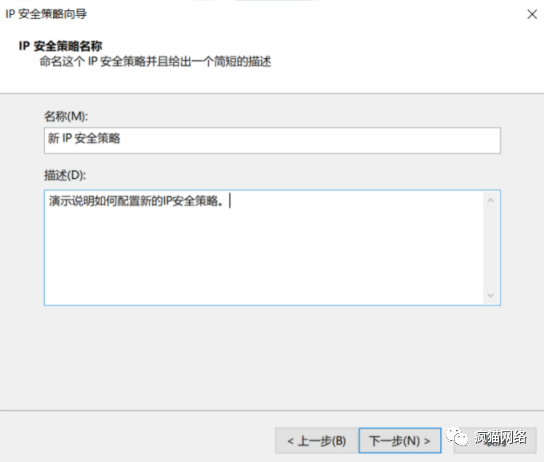 IP 安全策略向导
IP 安全策略名称
命名这个 IP 安全策略并且给出一个简短的描述
名称(M):
新 IP 安全策略
描述(D):
演示说明如何配置新的IP安全策略。
< 上一步(B)
下一步(N) >
疯猫网络